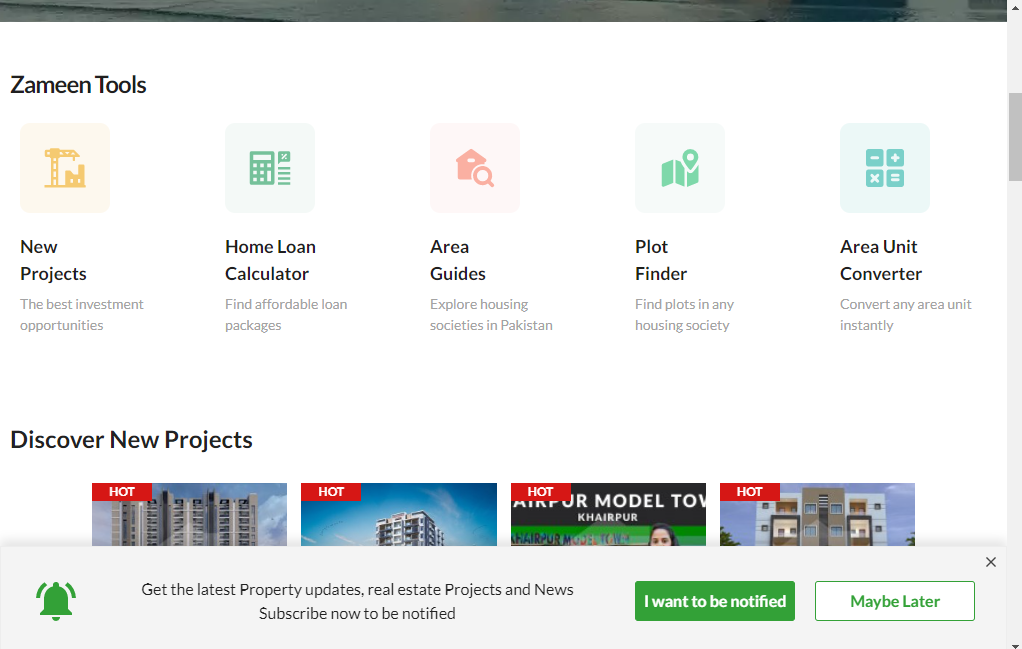 Zameen Tools
New
Projects
The best investment
opportunities
Home Loan
Calculator
Find affordable loan
packages
Area
Guides
Explore housing
societies in Pakistan
Plot
Finder
Find plots in any
housing society
Area Unit
Converter
Convert any area unit
instantly
Discover New Projects
HOT
HOT
HOT
AIRPUR MODEL TOW
KHAIRPUR
KHAIRPUR MODEL TOWN
HOT
Get the latest Property updates, real estate Projects and News
Subscribe now to be notified
I want to be notified
Maybe Later